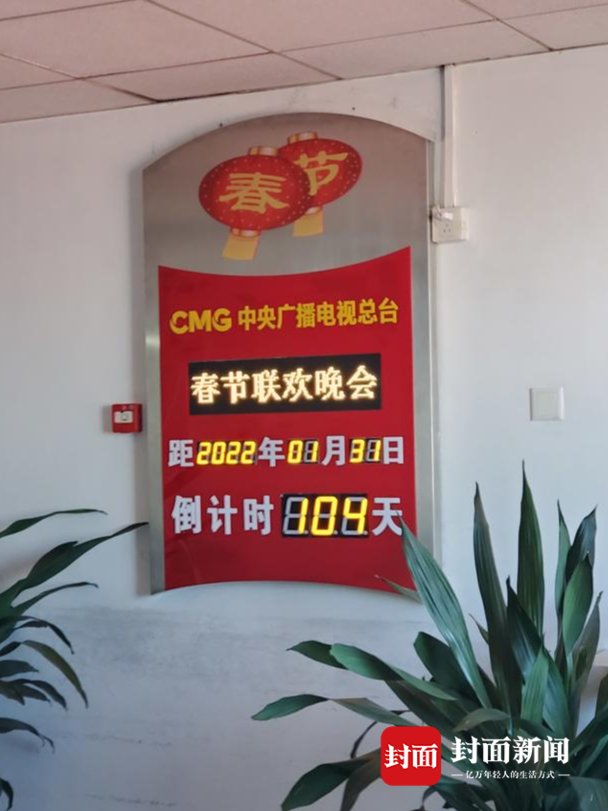 春节
CMG 中央广播电视总台
春节联欢晚会
距2022年01月31日
倒计时104天
封面 封面新闻
亿万年轻人的生活方式